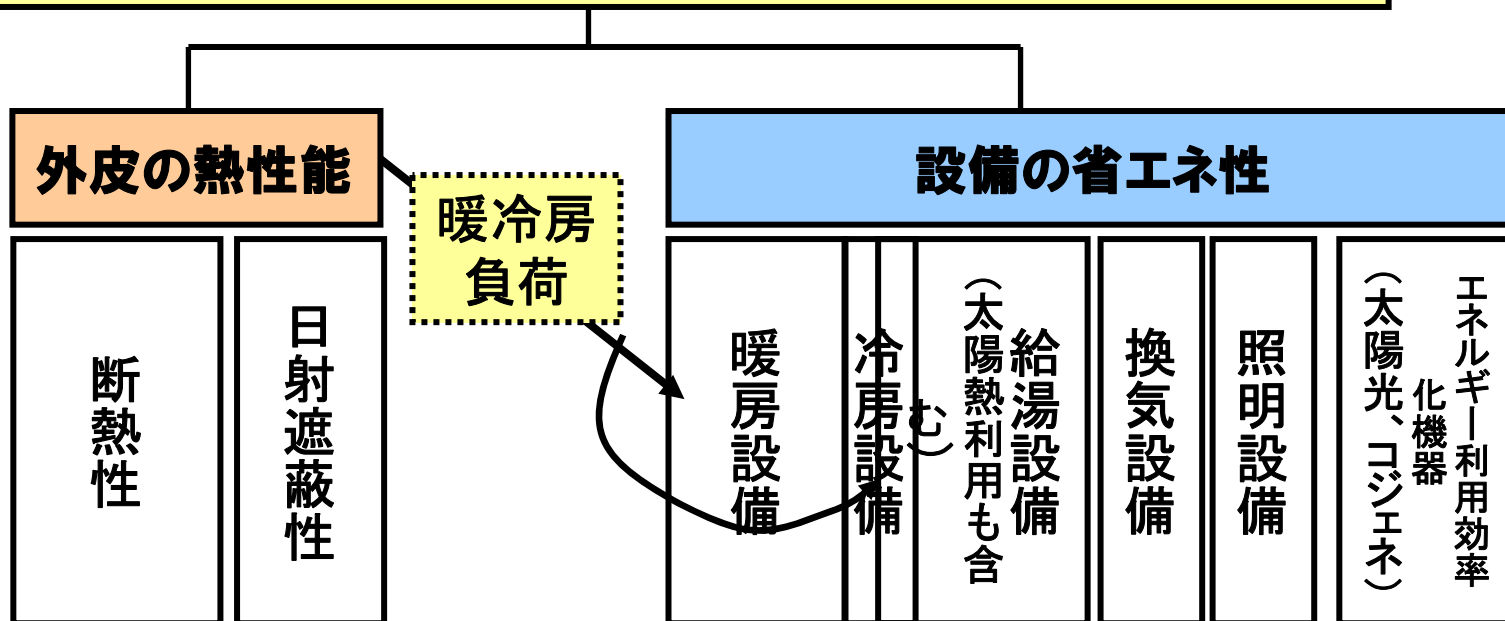 外皮の熱性能
設備の省エネ性
暖冷房
負荷
断熱性
日射遮蔽性
暖房設備
冷房設備
給湯設備
（太陽熱利用も含
む）
換気設備
照明設備
エネルギー利用効率
化機器
（太陽光、コジェネ）